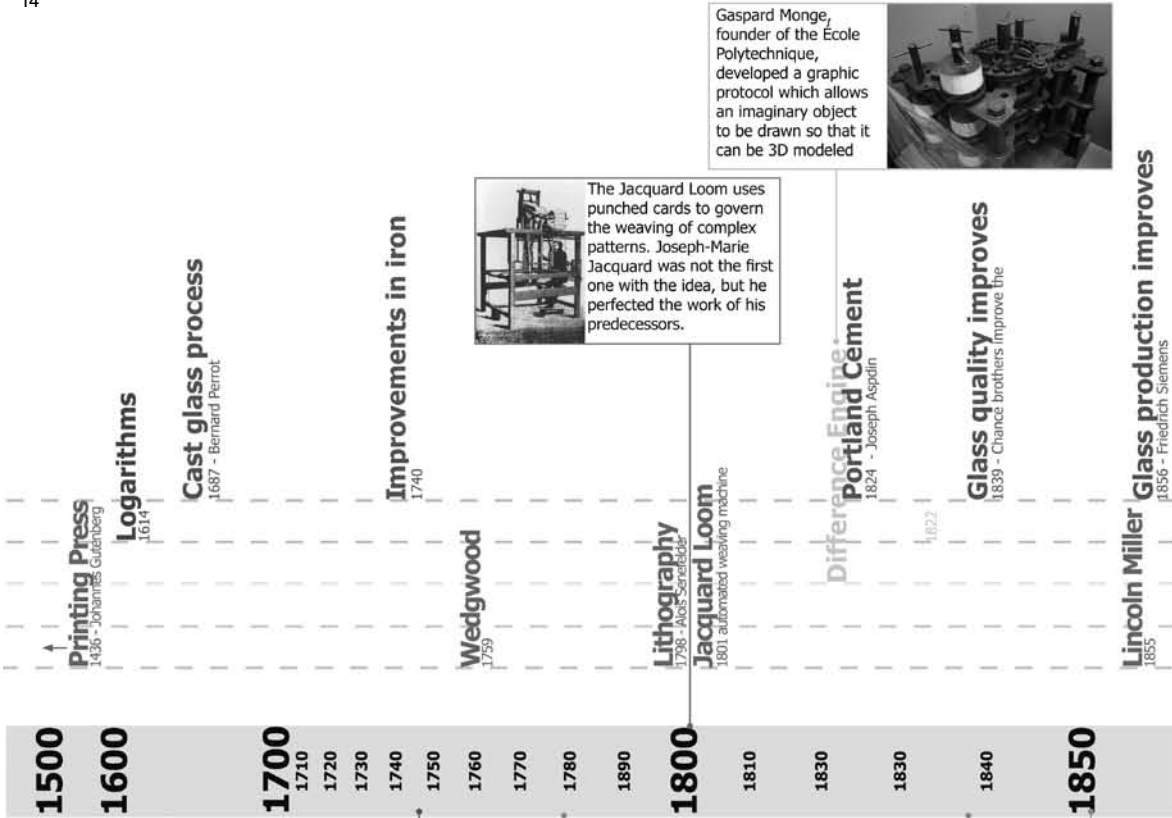 14
Gaspard Monge,
founder of the École
Polytechnique,
developed a graphic
protocol which allows
an imaginary object
to be drawn so that it
can be 3D modeled
The Jacquard Loom uses
punched cards to govern
the weaving of complex
patterns. Joseph-Marie
Jacquard was not the first
one with the idea, but he
perfected the work of his
predecessors.
Printing Press
1436 - Johannes Gutenberg
Logarithms
1614
Cast glass process
1687 - Bernard Perrot
Improvements in iron
1740
Wedgwood
1759
Lithography
1798 - Alois Senefelder
Jacquard Loom
1801 automated weaving machine
Difference Engine
1822
Portland Cement
1824 - Joseph Aspdin
Glass quality improves
1839 - Chance brothers improve the
Lincoln Miller
1855
Glass production improves
1856 - Friedrich Siemens
1500
1600
1700
1710
1720
1730
1740
1750
1760
1770
1780
1890
1800
1810
1830
1830
1840
1850